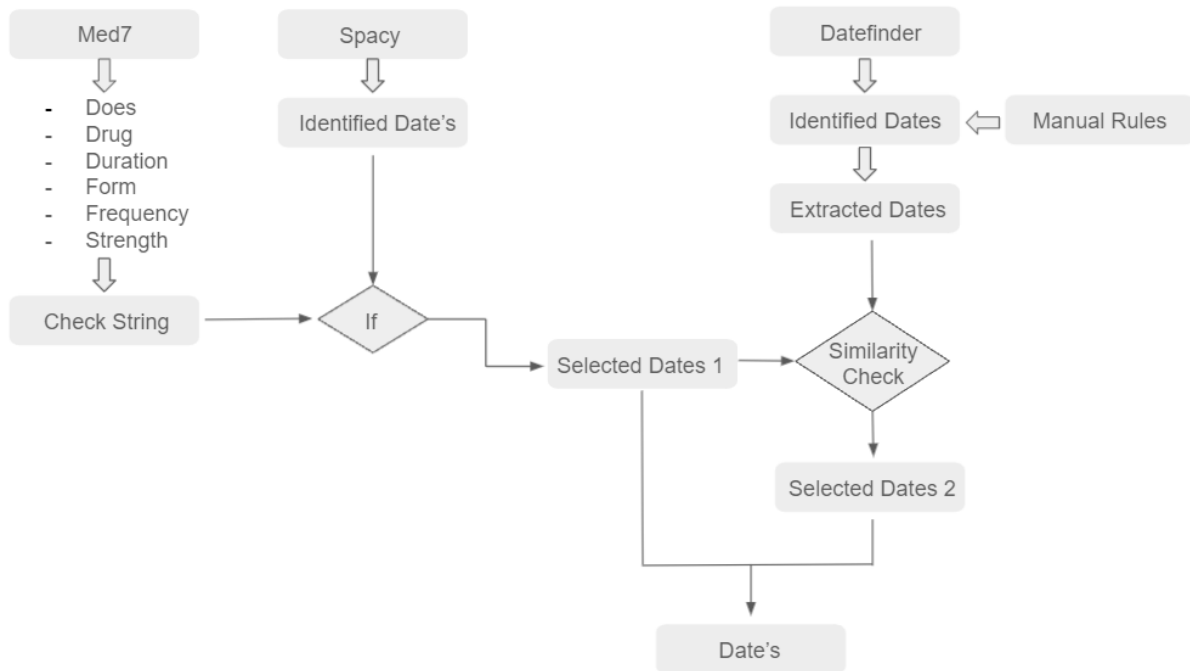 Med7
Spacy
Datefinder
- Does
- Drug
- Duration
- Form
- Frequency
- Strength
Identified Date's
Identified Dates
Manual Rules
Extracted Dates
Check String
If
Selected Dates 1
Similarity
Check
Selected Dates 2
Date's